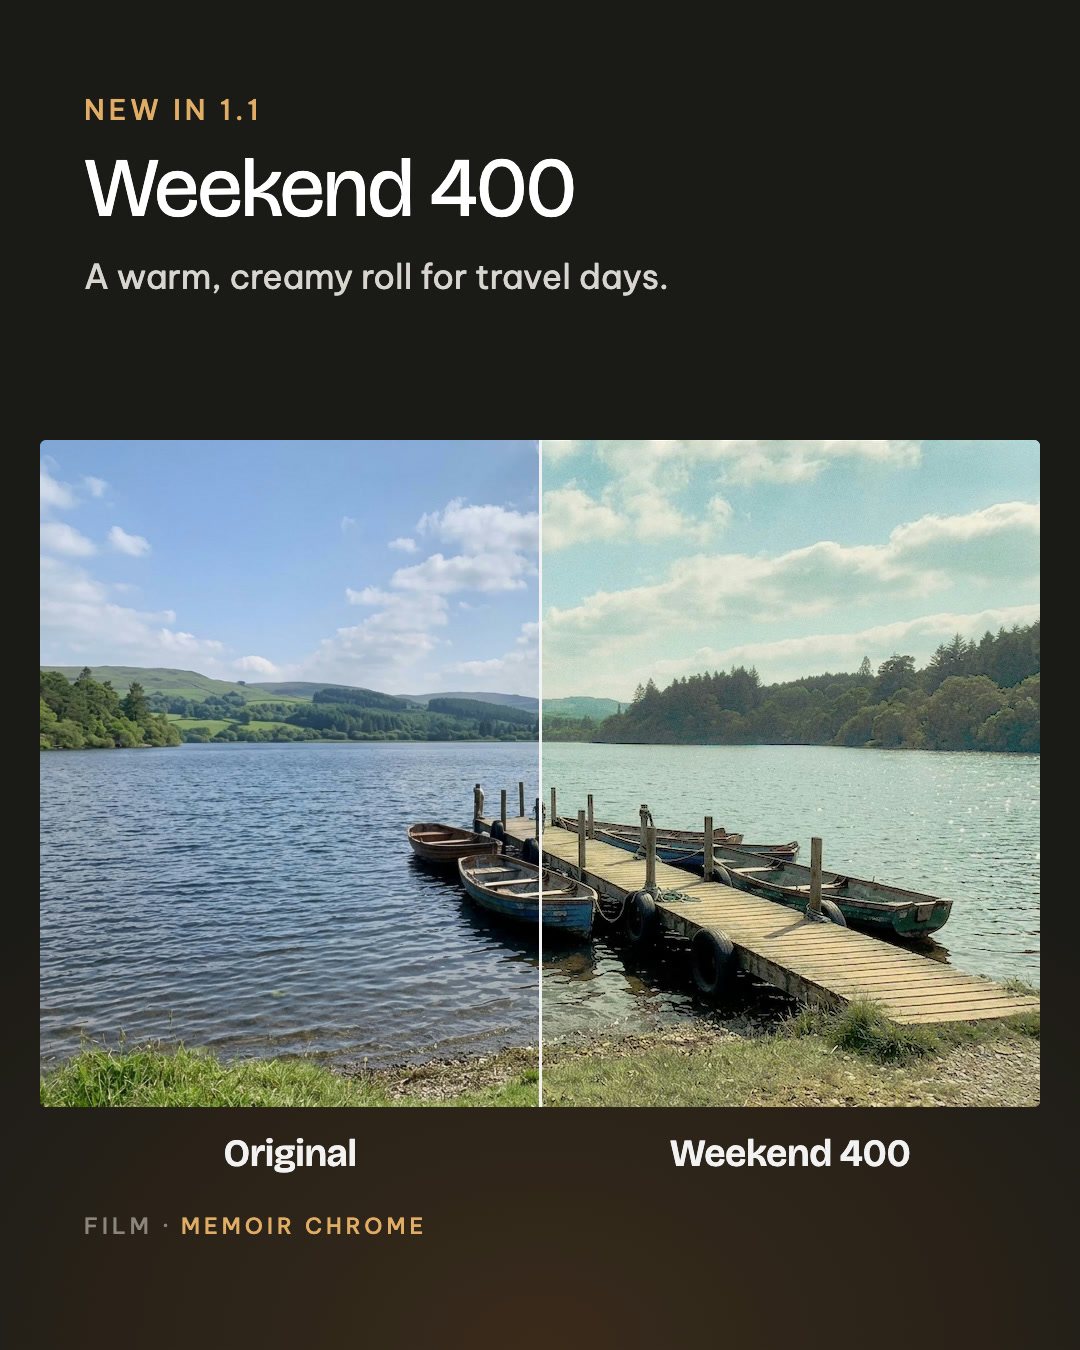 NEW IN 1.1
Weekend 400
A warm, creamy roll for travel days.
Original
Weekend 400
FILM · MEMOIR CHROME